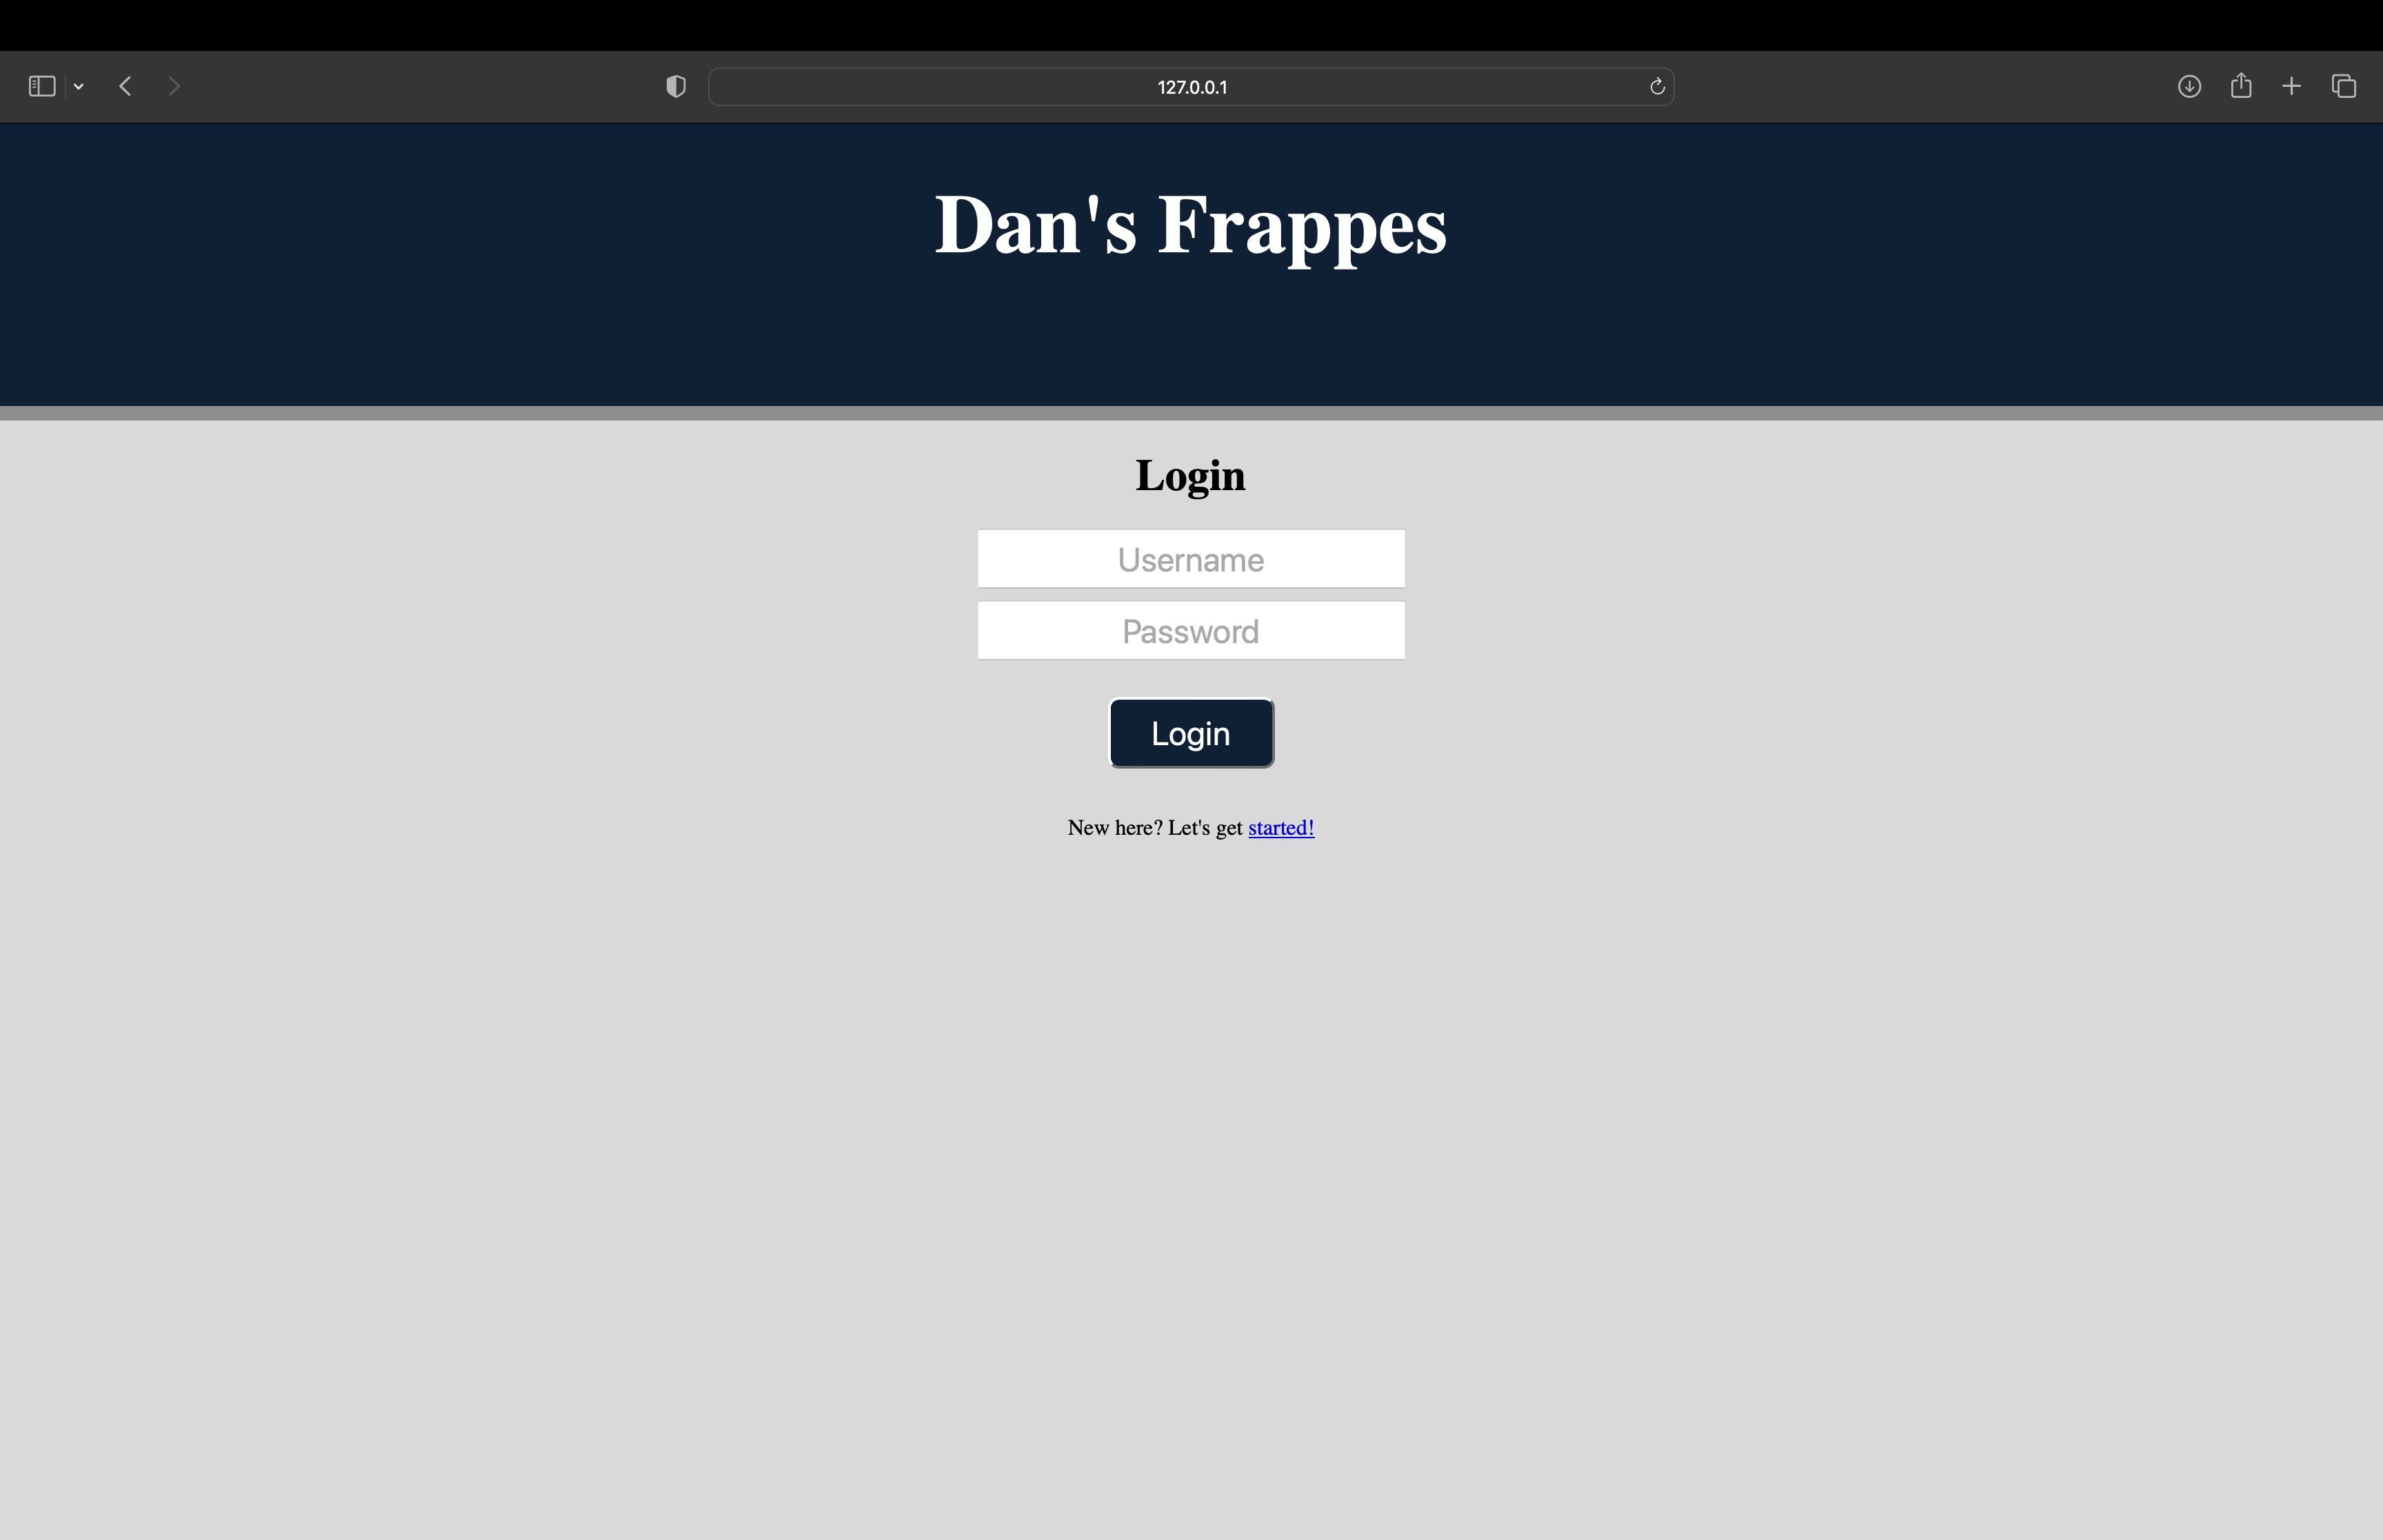 127.0.0.1
Dan's Frappes
Login
Username
Password
Login
New here? Let's get started!